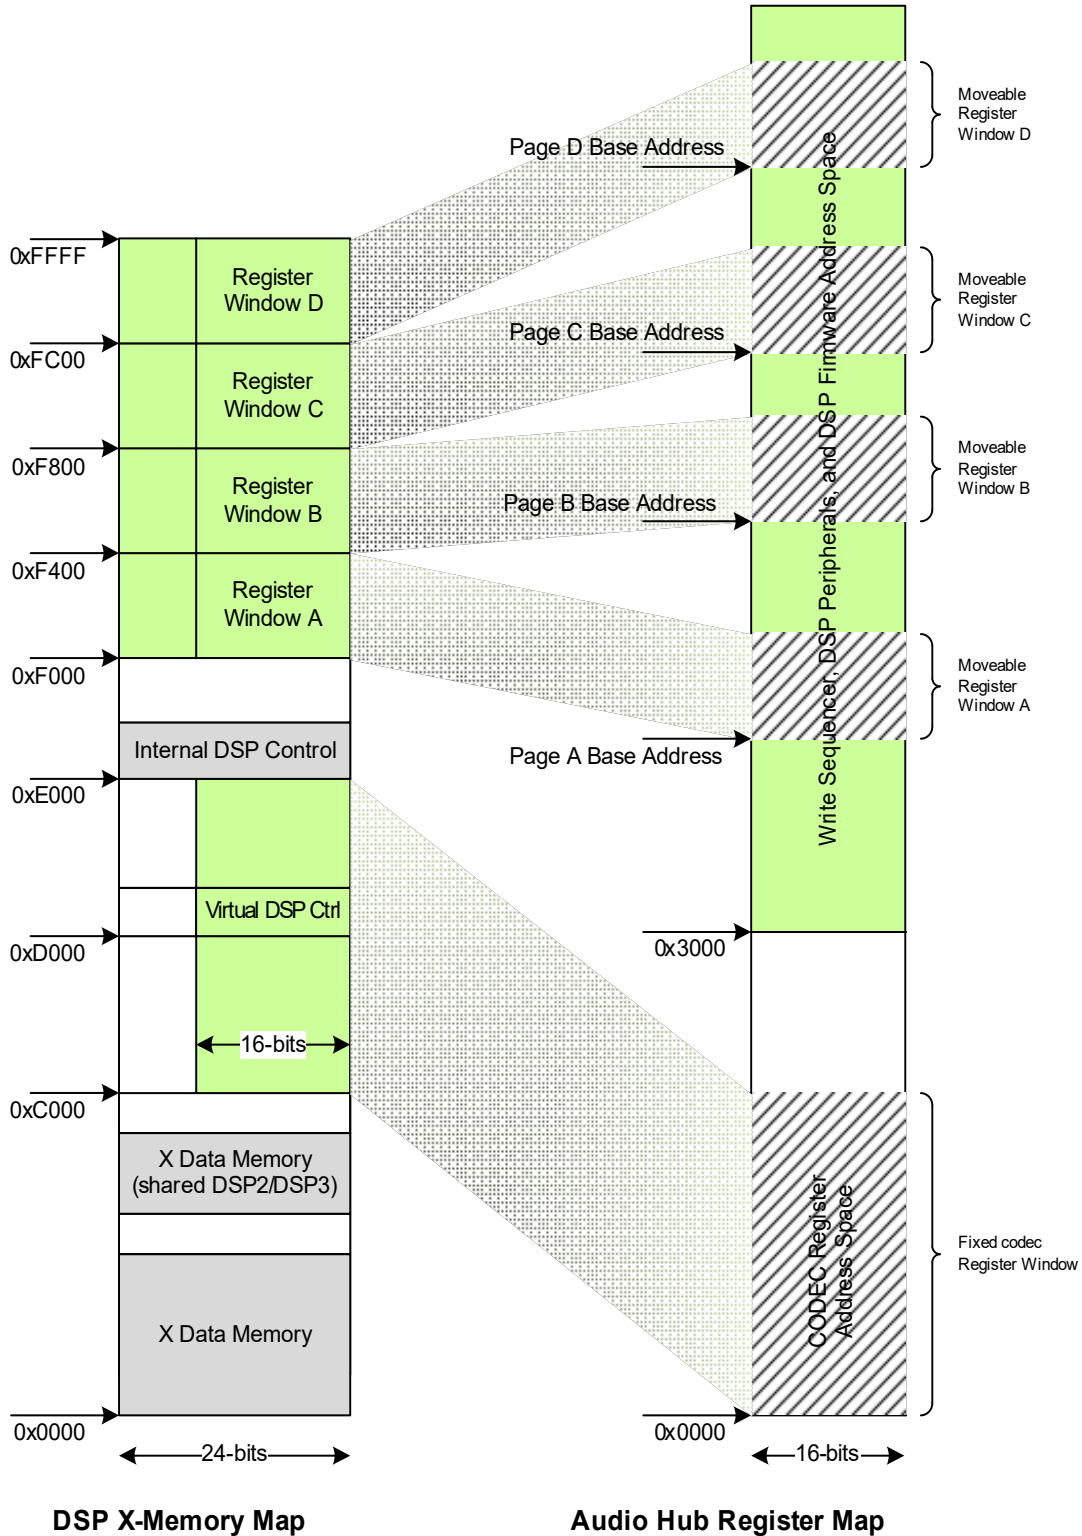 Moveable
Register
Window D
Page D Base Address
0xFFFF
Register
Window D
Moveable
Register
Window C
Page C Base Address
0xFC00
Register
Window C
Moveable
Register
Window B
0xF800
Register
Window B
Page B Base Address
0xF400
Register
Window A
Moveable
Register
Window A
0xF000
Page A Base Address
Write Sequencer, DSP Peripherals, and DSP Firmware Address Space
Internal DSP Control
0xE000
Virtual DSP Ctrl
0xD000
0x3000
16-bits
0xC000
X Data Memory
(shared DSP2/DSP3)
CODEC Register
Address Space
Fixed codec
Register Window
X Data Memory
0x0000
0x0000
24-bits
16-bits
DSP X-Memory Map
Audio Hub Register Map